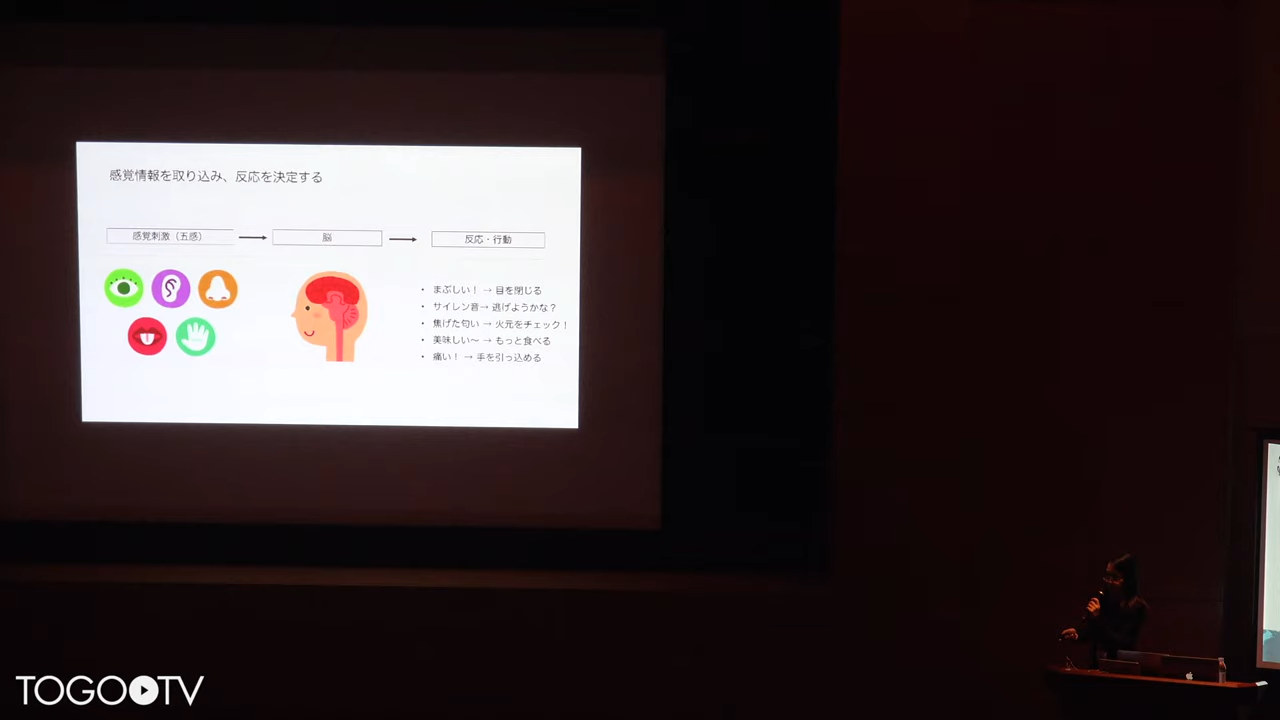 感覚情報を取り込み、反応を決定する
感覚刺激（五感）
脳
反応・行動
• まぶしい！ → 目を閉じる
• サイレン音→ 逃げようかな？
• 焦げた匂い → 火元をチェック！
• 美味しい～ → もっと食べる
• 痛い！ → 手を引っ込める
TOGOTV